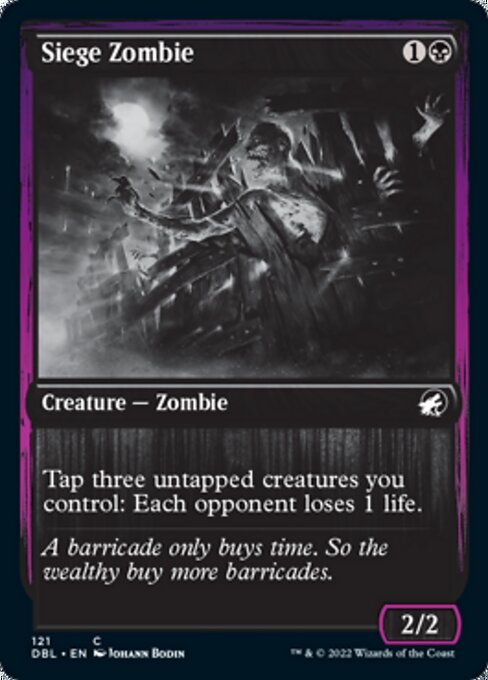 Siege Zombie 1
Creature — Zombie
Tap three untapped creatures you
control: Each opponent loses 1 life.
A barricade only buys time. So the
wealthy buy more barricades.
2/2
121 C
DBL • EN Johann Bodin
™ & © 2022 Wizards of the Coast